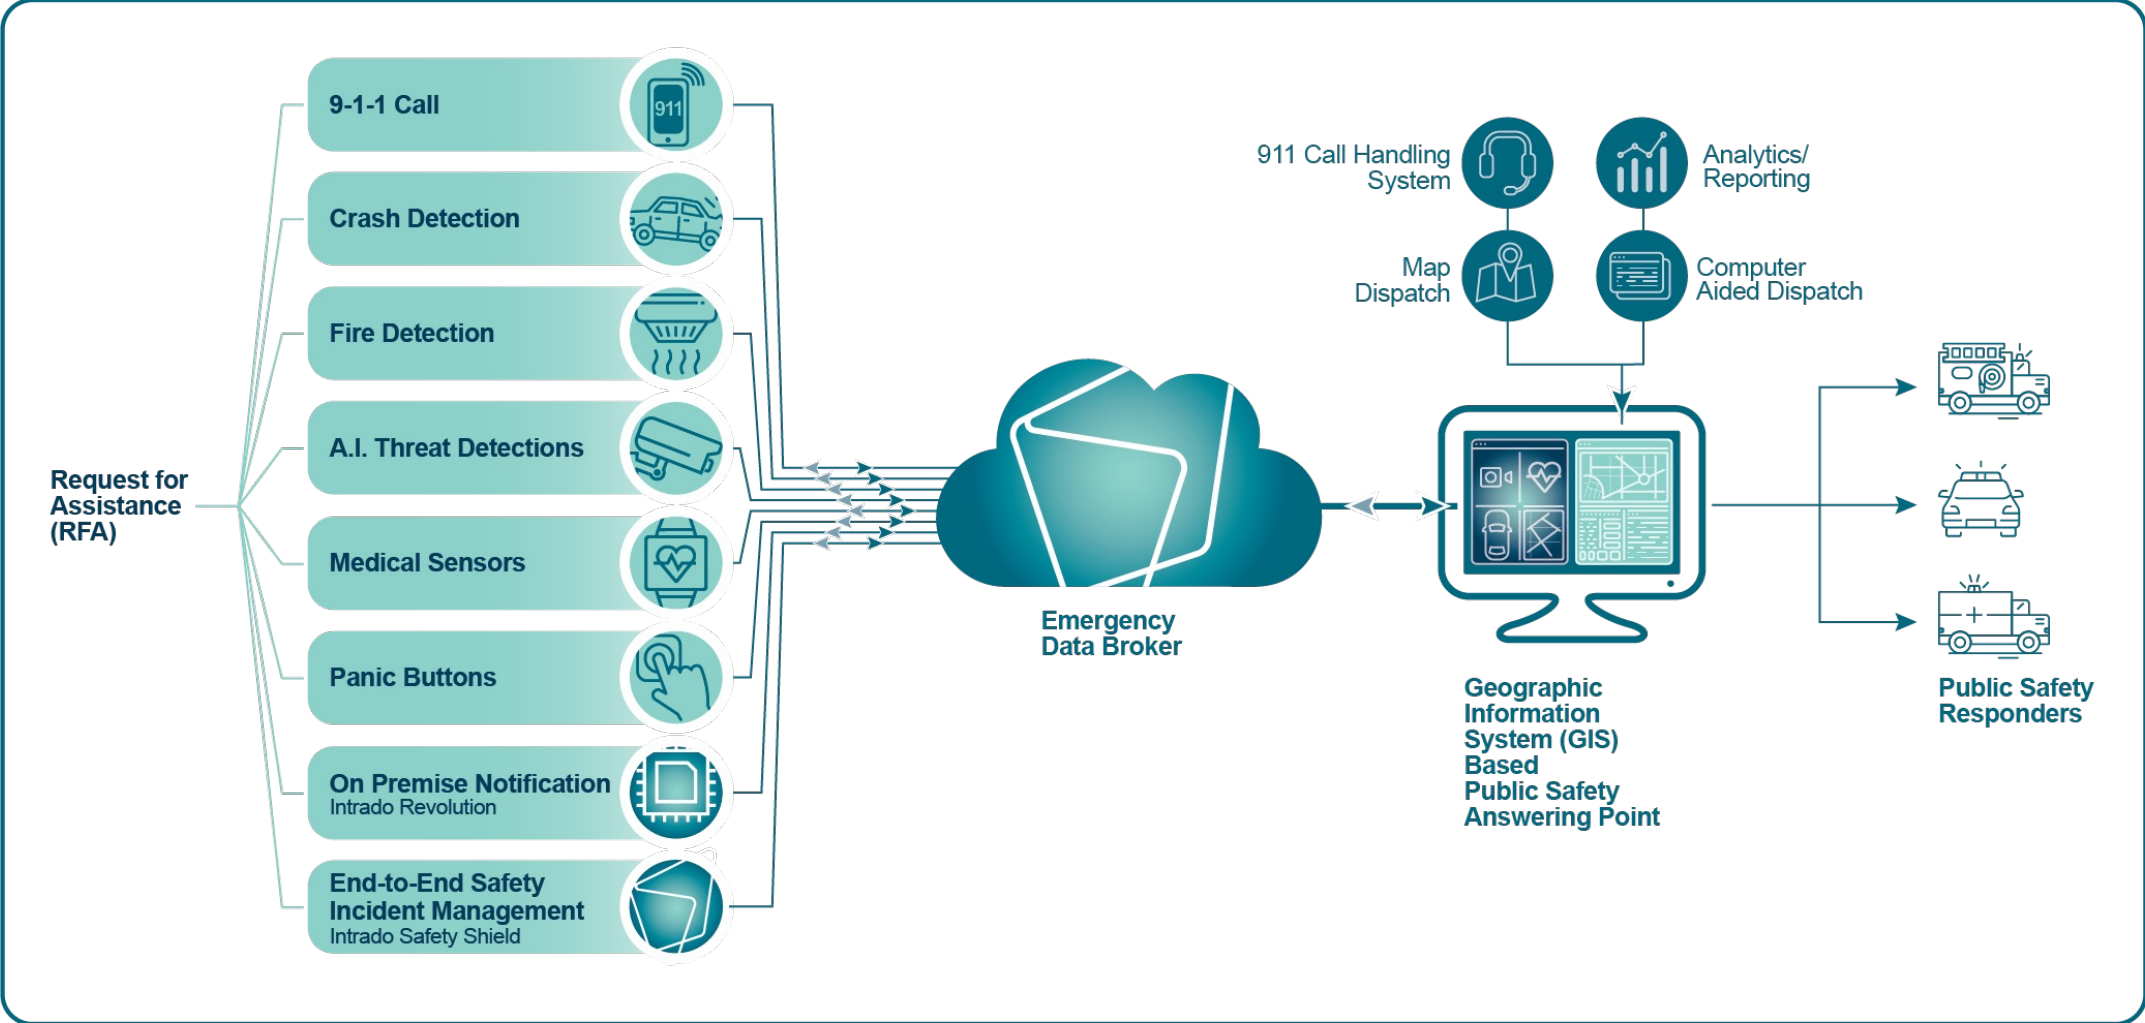 Request for
Assistance
(RFA)
9-1-1 Call
911
Crash Detection
Fire Detection
A.I. Threat Detections
Medical Sensors
Panic Buttons
On Premise Notification
Intrado Revolution
End-to-End Safety
Incident Management
Intrado Safety Shield
Emergency
Data Broker
911 Call Handling
System
Analytics/
Reporting
Map
Dispatch
Computer
Aided Dispatch
Geographic
Information
System (GIS)
Based
Public Safety
Answering Point
Public Safety
Responders